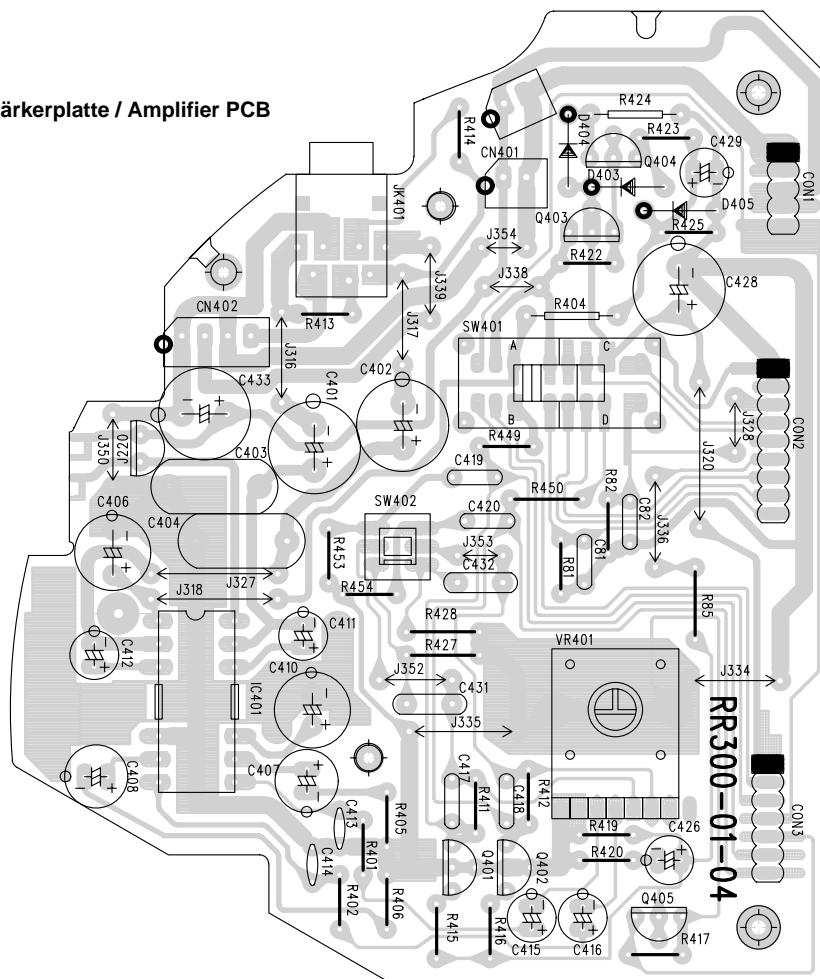 ärkerplatte / Amplifier PCB
R424
R414
D404
R423
C429
CN401
Q404
CON1
JK401
D403
D405
Q403
R425
J354
R422
J339
J338
C428
CN402
R404
R413
J317
SW401
J316
A
C
C433
C401
C402
B
D
J328
CON2
J350
J220
C403
R449
J320
C419
R82
C82
C406
SW402
R450
C404
C420
J336
R453
J353
C81
J327
C432
R81
J318
R454
R85
C411
R428
C412
R427
VR401
C410
J352
J334
IC401
C431
J335
RR300-01-04
C408
C407
C417
R411
C418
R412
C413
R405
R419
C426
CON3
R401
R420
C414
Q401
Q402
R402
R406
Q405
R415
R416
C415
C416
R417